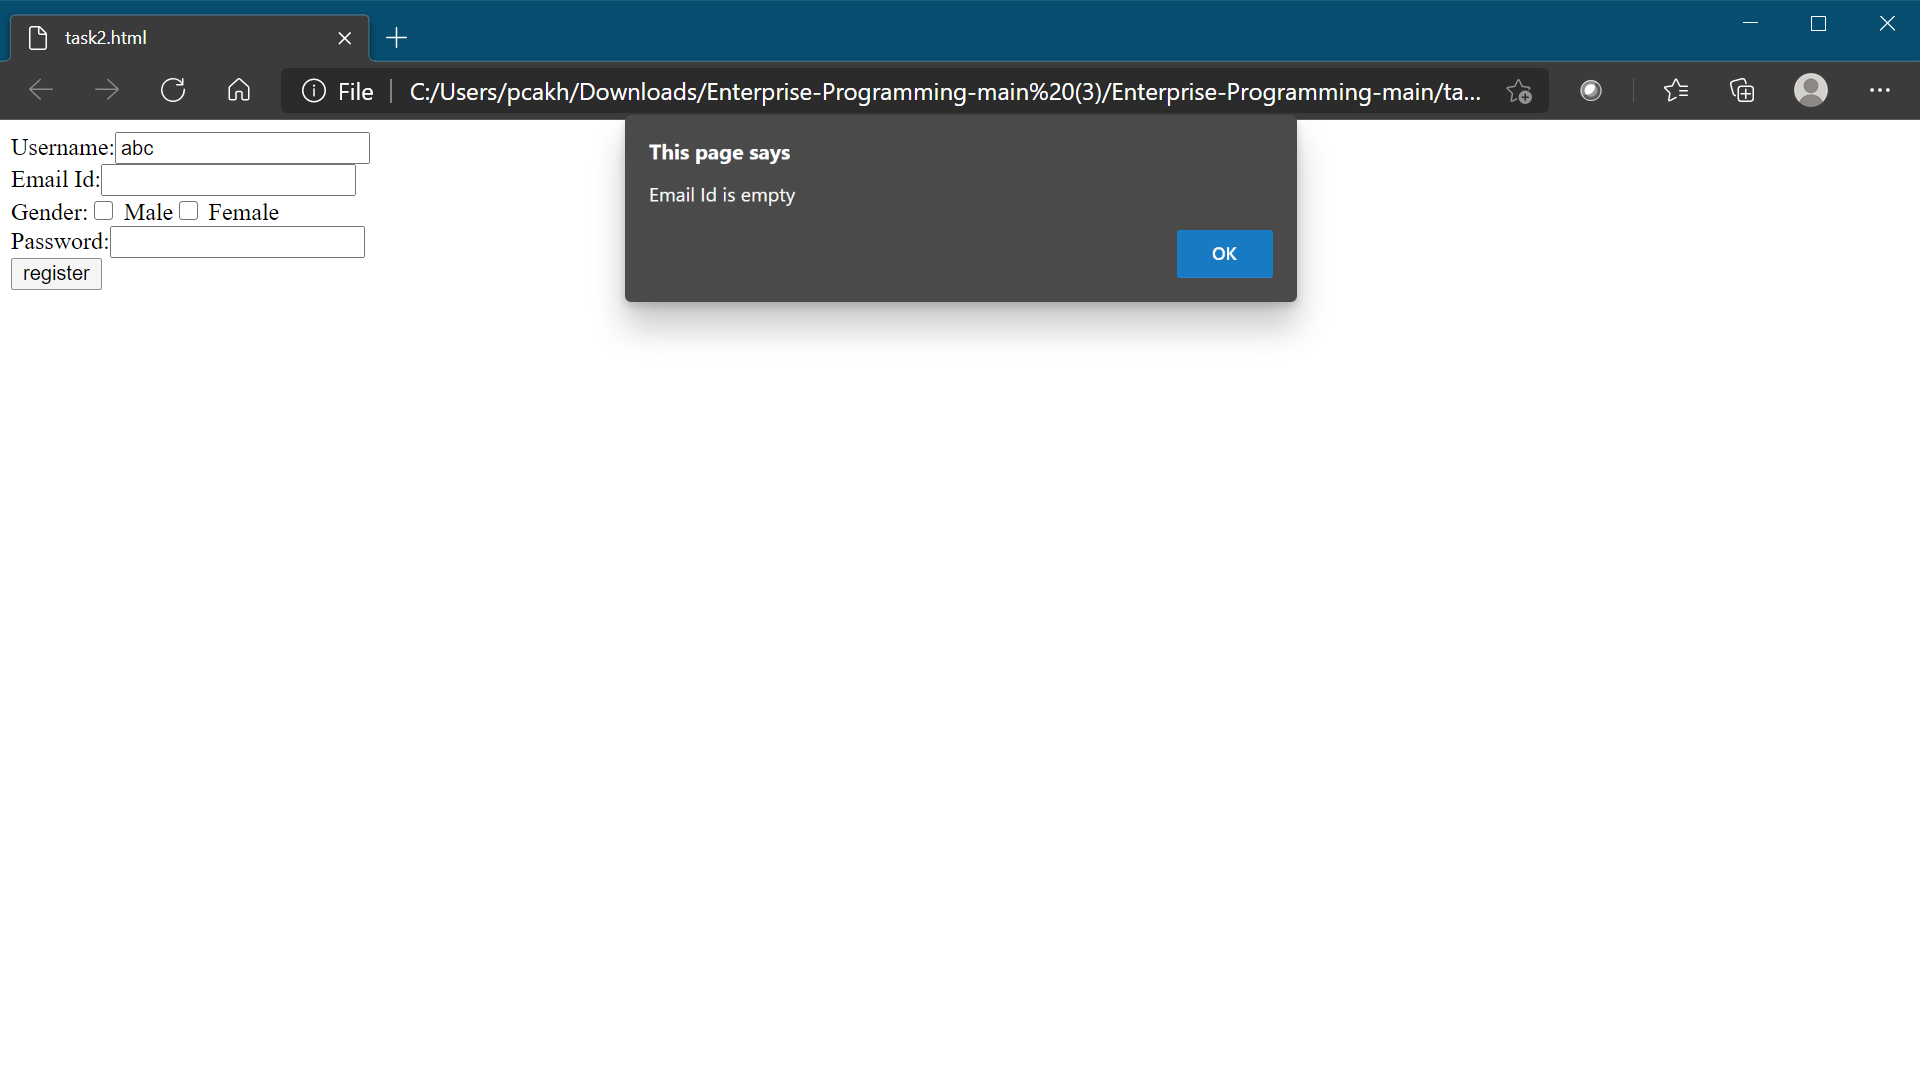 task2.html
File C:/Users/pcakh/Downloads/Enterprise-Programming-main%20(3)/Enterprise-Programming-main/ta...
Username: abc
Email Id:
Gender: Male Female
Password:
register
This page says
Email Id is empty
OK